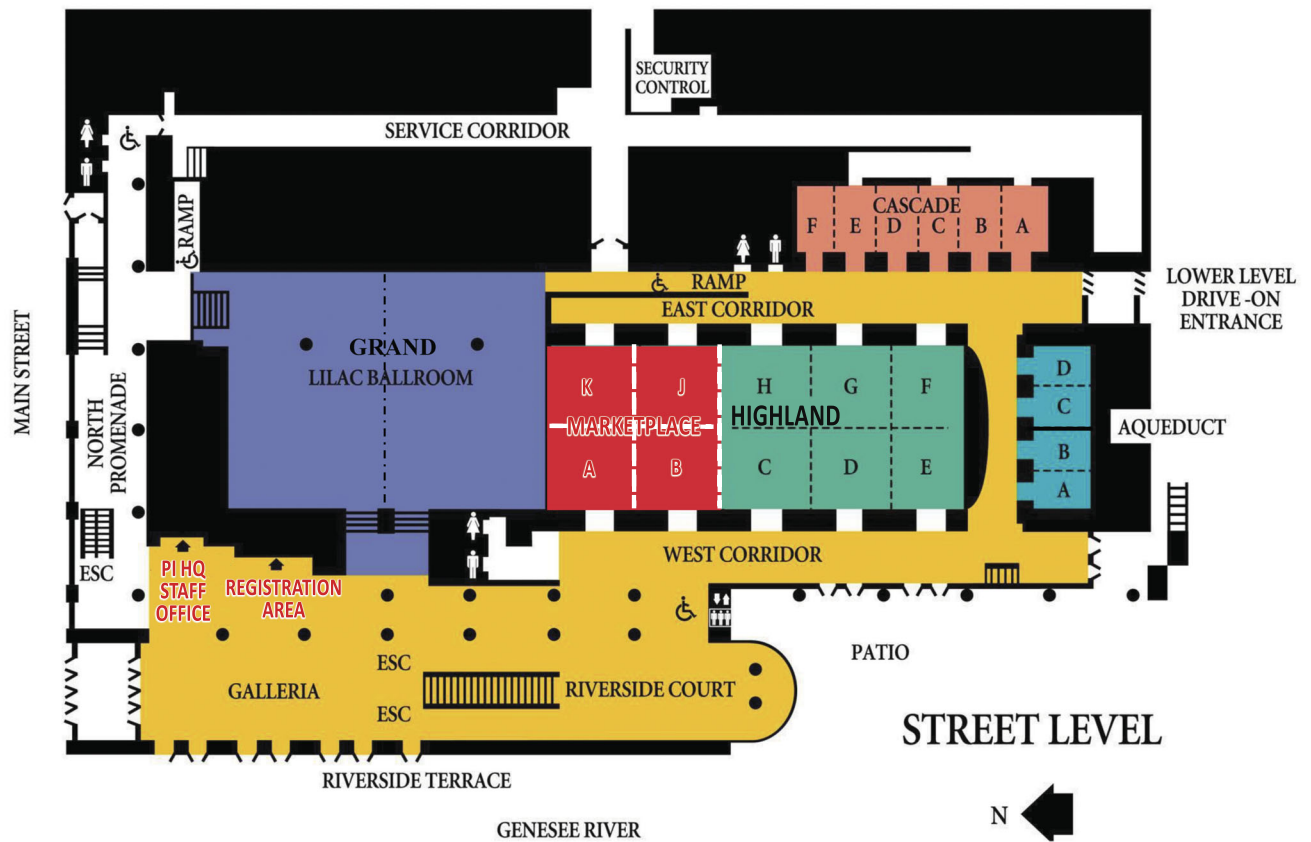 SECURITY
CONTROL
SERVICE CORRIDOR
CASCADE
F E D C B A
RAMP
RAMP
EAST CORRIDOR
LOWER LEVEL
DRIVE -ON
ENTRANCE
MAIN STREET
NORTH
PROMENADE
GRAND
LILAC BALLROOM
K J H G F
MARKETPLACE
HIGHLAND
A B C D E
D
C
B
A
AQUEDUCT
WEST CORRIDOR
ESC
PI HQ
STAFF
OFFICE
REGISTRATION
AREA
ESC
GALLERIA
RIVERSIDE COURT
ESC
PATIO
STREET LEVEL
RIVERSIDE TERRACE
GENESEE RIVER
N